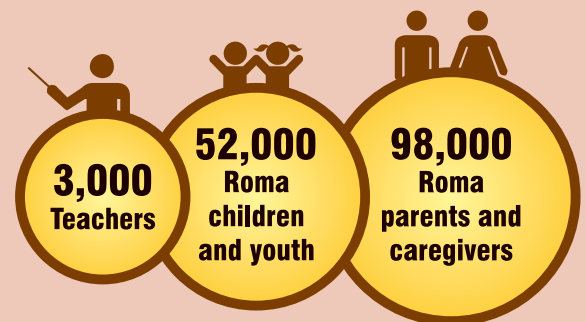 3,000
Teachers
52,000
Roma
children
and youth
98,000
Roma
parents and
caregivers